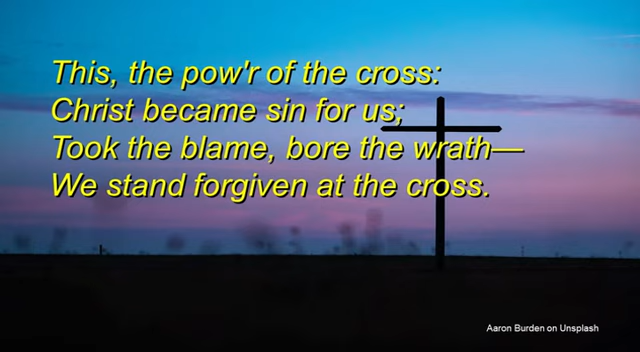 This, the pow'r of the cross:
Christ became sin for us;
Took the blame, bore the wrath—
We stand forgiven at the cross.
Aaron Burden on Unsplash